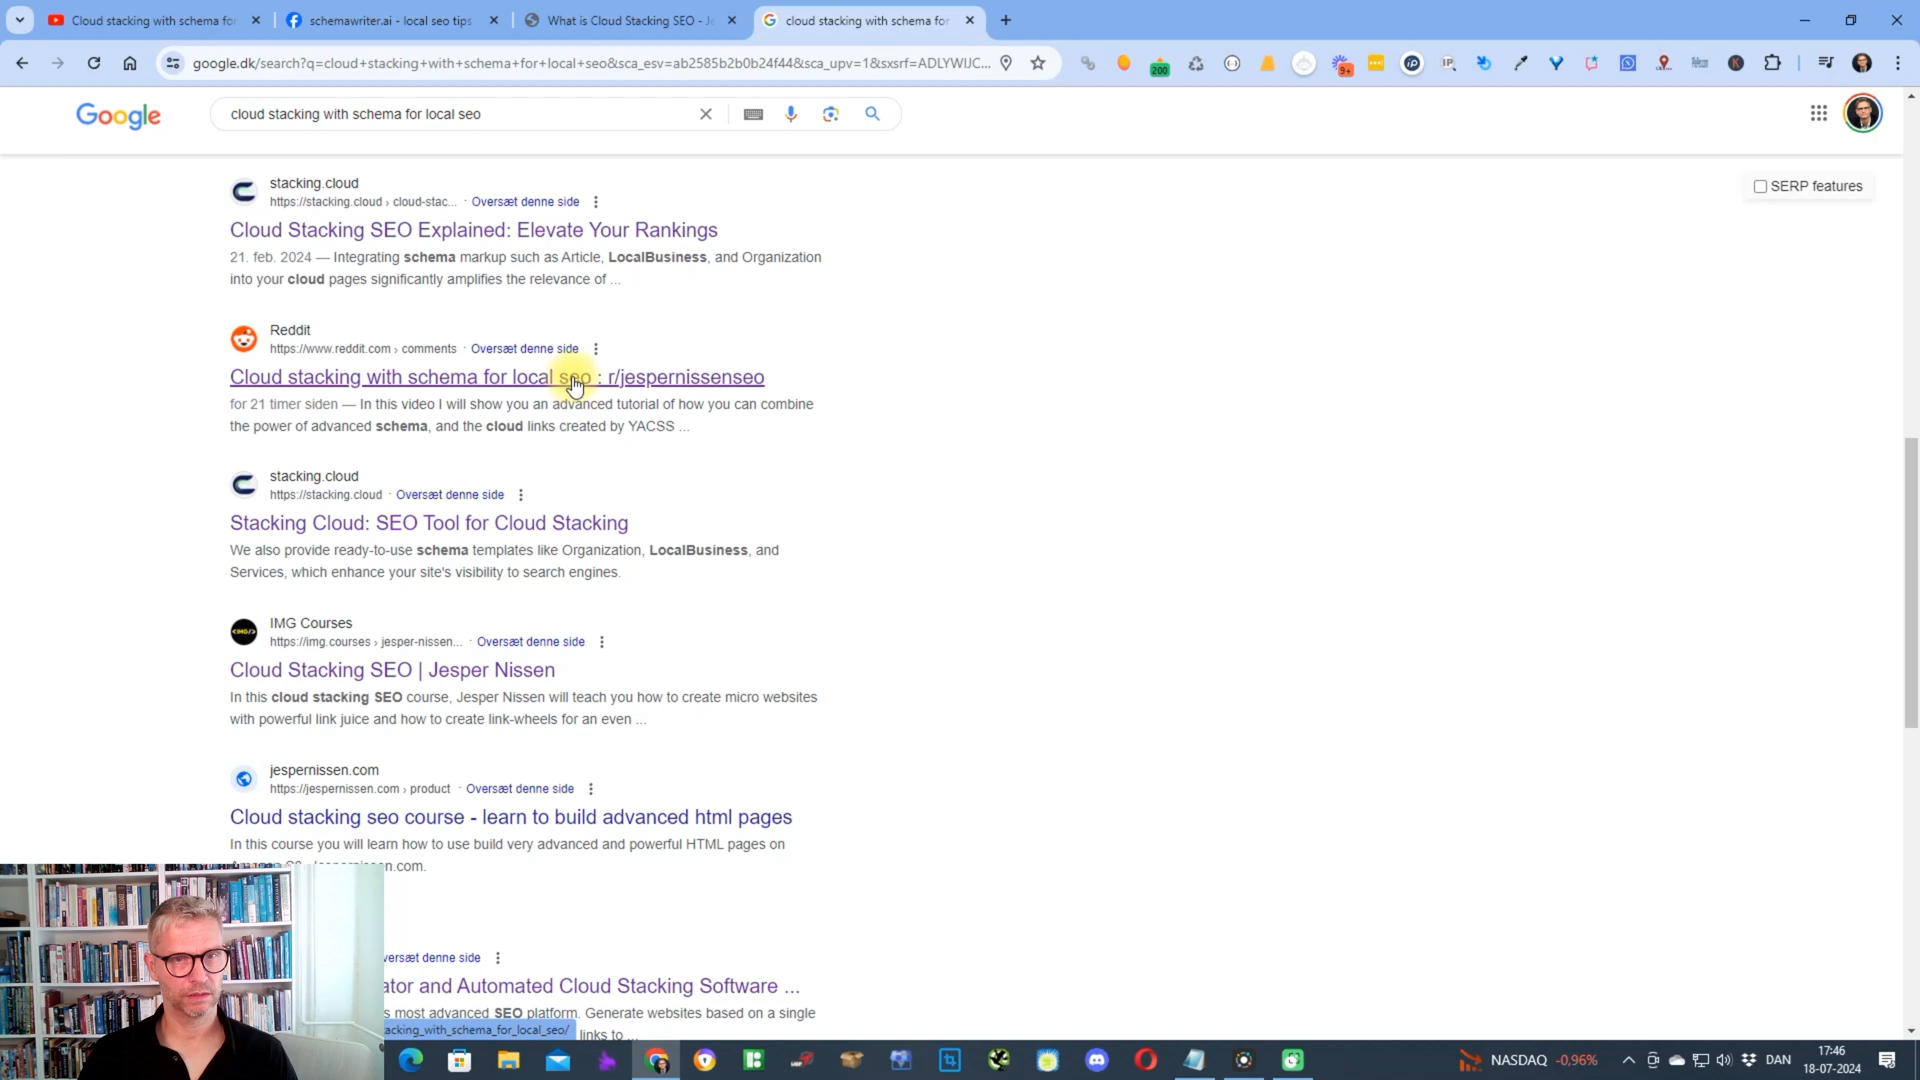 Cloud stacking with schema fo
schemawriter.ai - local seo tips
What is Cloud Stacking SEO - Je
cloud stacking with schema for
google.dk/search?q=cloud+stacking+with+schema+for+local+seo&sca_esv=ab2585b2b0b24f44&sca_upv=1&sxsrf=ADLYWIJC...
200
9+
Google
cloud stacking with schema for local seo
SERP features
stacking.cloud
https://stacking.cloud › cloud-stac... · Oversæt denne side
Cloud Stacking SEO Explained: Elevate Your Rankings
21. feb. 2024 — Integrating schema markup such as Article, LocalBusiness, and Organization
into your cloud pages significantly amplifies the relevance of ...
Reddit
https://www.reddit.com › comments · Oversæt denne side
Cloud stacking with schema for local seo : r/jespernissenseo
for 21 timer siden — In this video I will show you an advanced tutorial of how you can combine
the power of advanced schema, and the cloud links created by YACSS ...
stacking.cloud
https://stacking.cloud · Oversæt denne side
Stacking Cloud: SEO Tool for Cloud Stacking
We also provide ready-to-use schema templates like Organization, LocalBusiness, and
Services, which enhance your site's visibility to search engines.
IMG Courses
https://img.courses › jesper-nissen... · Oversæt denne side
Cloud Stacking SEO | Jesper Nissen
In this cloud stacking SEO course, Jesper Nissen will teach you how to create micro websites
with powerful link juice and how to create link-wheels for an even ...
jespernissen.com
https://jespernissen.com › product · Oversæt denne side
Cloud stacking seo course - learn to build advanced html pages
In this course you will learn how to use build very advanced and powerful HTML pages on
n.com.
versæt denne side
ator and Automated Cloud Stacking Software ...
s most advanced SEO platform. Generate websites based on a single
acking_with_schema_for_local_seo/
links to ...
NASDAQ -0,96%
DAN
17:46
18-07-2024